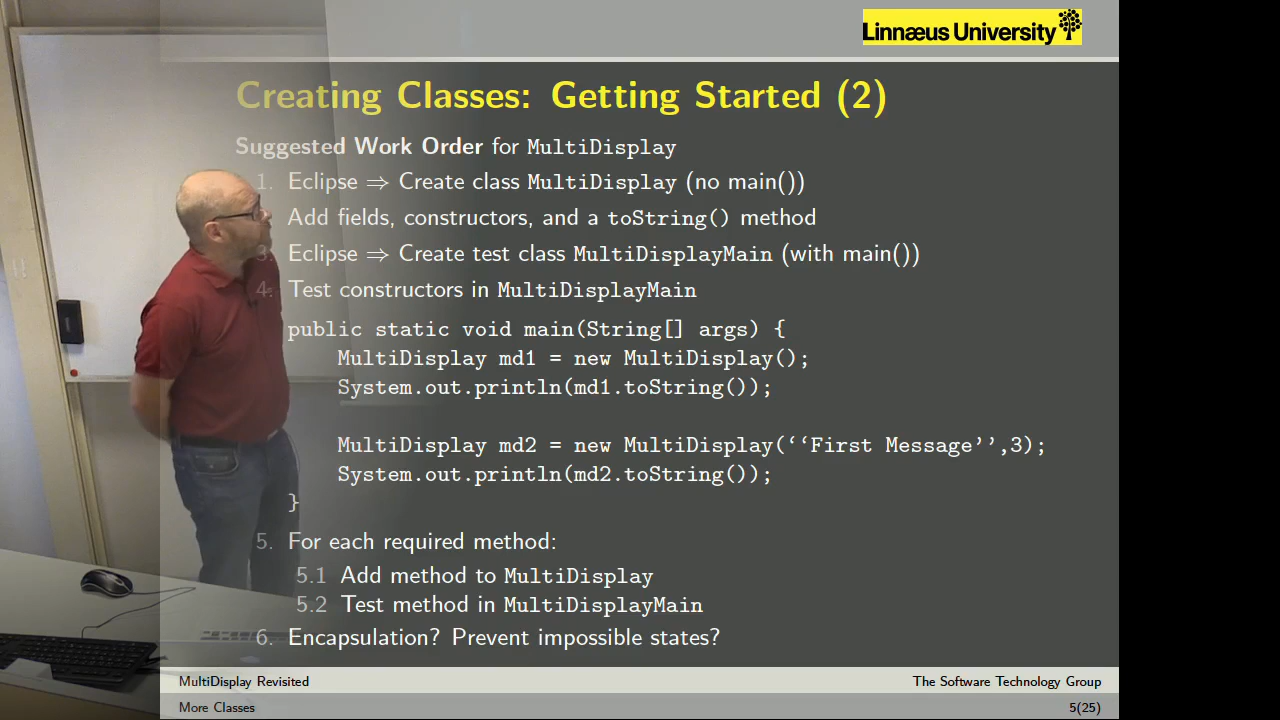 Linnæus University
Creating Classes: Getting Started (2)
Suggested Work Order for MultiDisplay
1. Eclipse ⇒ Create class MultiDisplay (no main())
Add fields, constructors, and a toString() method
3. Eclipse ⇒ Create test class MultiDisplayMain (with main())
4. Test constructors in MultiDisplayMain
public static void main(String[] args) {
MultiDisplay md1 = new MultiDisplay();
System.out.println(md1.toString());
MultiDisplay md2 = new MultiDisplay(‘‘First Message’’,3);
System.out.println(md2.toString());
}
5. For each required method:
5.1 Add method to MultiDisplay
5.2 Test method in MultiDisplayMain
6. Encapsulation? Prevent impossible states?
MultiDisplay Revisited The Software Technology Group
More Classes 5(25)